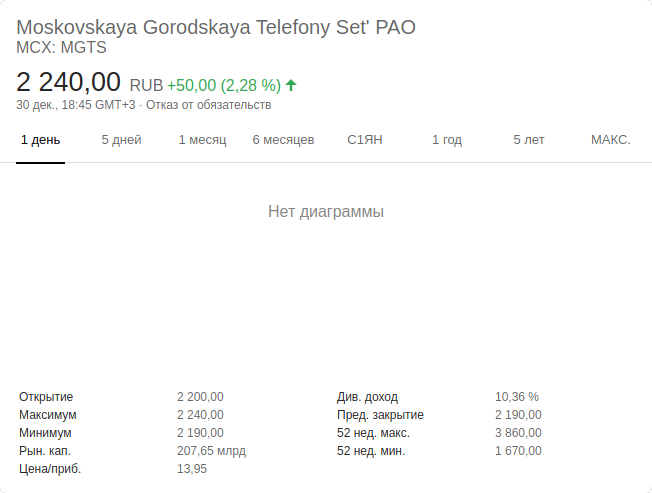 Moskovskaya Gorodskaya Telefony Set' PAO
MCX: MGTS
2 240,00 RUB +50,00 (2,28 %)
30 дек., 18:45 GMT+3 · Отказ от обязательств
1 день 5 дней 1 месяц 6 месяцев С1ЯН 1 год 5 лет МАКС.
Нет диаграммы
Открытие 2 200,00 Див. доход 10,36 %
Максимум 2 240,00 Пред. закрытие 2 190,00
Минимум 2 190,00 52 нед. макс. 3 860,00
Рын. кап. 207,65 млрд 52 нед. мин. 1 670,00
Цена/приб. 13,95